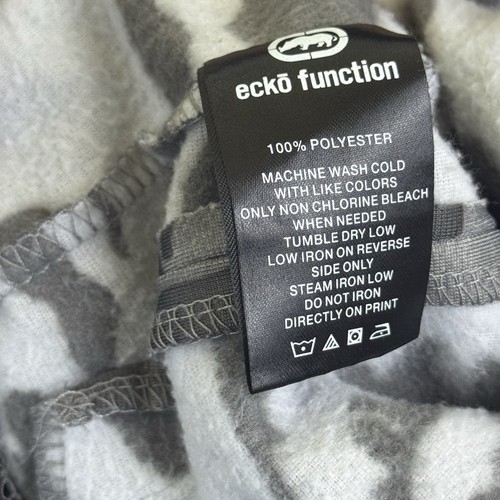 eckō function
100% POLYESTER
MACHINE WASH COLD
WITH LIKE COLORS
ONLY NON CHLORINE BLEACH
WHEN NEEDED
TUMBLE DRY LOW
LOW IRON ON REVERSE
SIDE ONLY
STEAM IRON LOW
DO NOT IRON
DIRECTLY ON PRINT